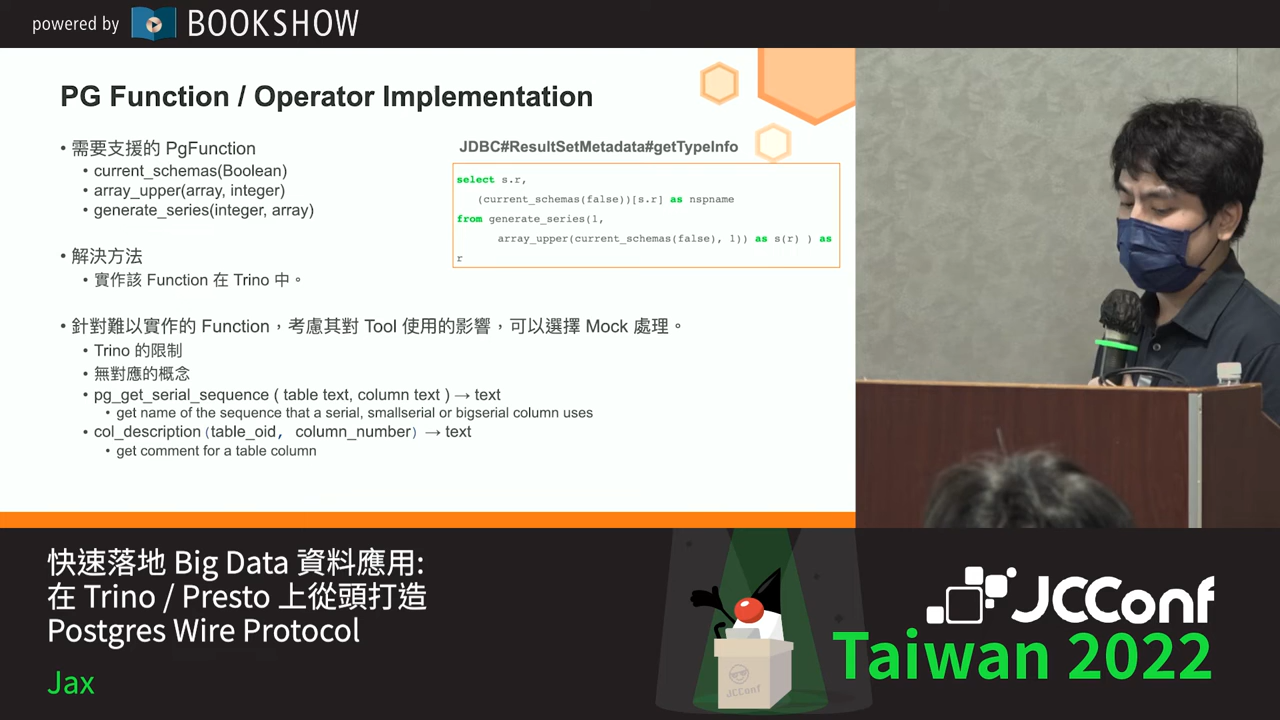 powered by BOOKSHOW
PG Function / Operator Implementation
• 需要支援的 PgFunction
• current_schemas(Boolean)
• array_upper(array, integer)
• generate_series(integer, array)
• 解決方法
• 實作該 Function 在 Trino 中。
• 針對難以實作的 Function，考慮其對 Tool 使用的影響，可以選擇 Mock 處理。
• Trino 的限制
• 無對應的概念
• pg_get_serial_sequence ( table text, column text ) → text
• get name of the sequence that a serial, smallserial or bigserial column uses
• col_description (table_oid, column_number) → text
• get comment for a table column
JDBC#ResultSetMetadata#getTypeInfo
select s.r,
(current_schemas(false))[s.r] as nspname
from generate_series(1,
array_upper(current_schemas(false), 1)) as s(r) ) as
r
快速落地 Big Data 資料應用:
在 Trino / Presto 上從頭打造
Postgres Wire Protocol
Jax
JCConf
JCConf
Taiwan 2022